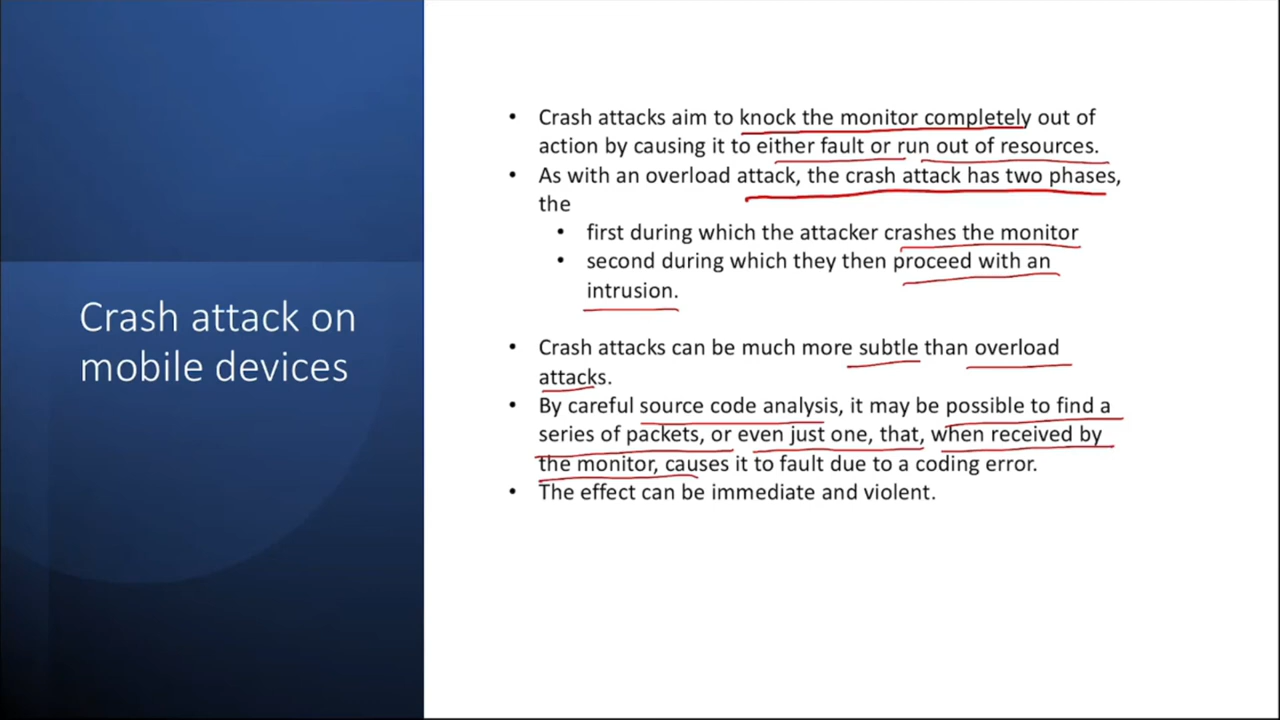 Crash attack on
mobile devices
• Crash attacks aim to knock the monitor completely out of
action by causing it to either fault or run out of resources.
• As with an overload attack, the crash attack has two phases,
the
• first during which the attacker crashes the monitor
• second during which they then proceed with an
intrusion.
• Crash attacks can be much more subtle than overload
attacks.
• By careful source code analysis, it may be possible to find a
series of packets, or even just one, that, when received by
the monitor, causes it to fault due to a coding error.
• The effect can be immediate and violent.